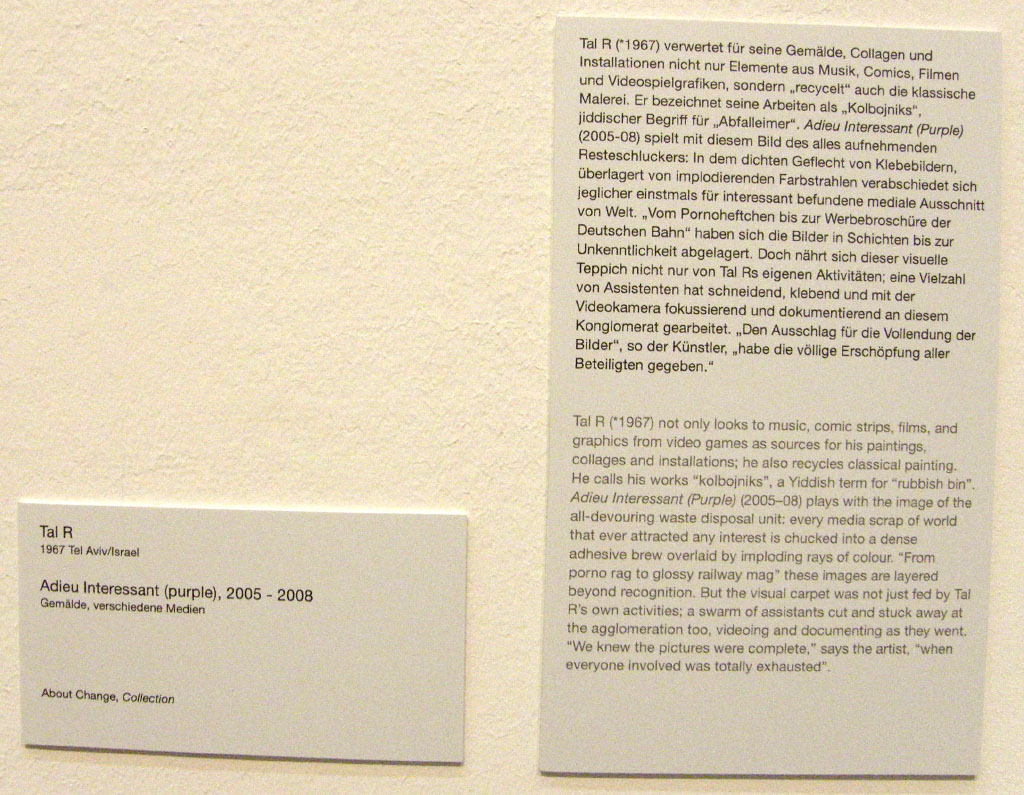 Tal R
1967 Tel Aviv/Israel
Adieu Interessant (purple), 2005 - 2008
Gemälde, verschiedene Medien
About Change, Collection
Tal R (*1967) verwertet für seine Gemälde, Collagen und
Installationen nicht nur Elemente aus Musik, Comics, Filmen
und Videospielgrafiken, sondern „recycelt“ auch die klassische
Malerei. Er bezeichnet seine Arbeiten als „Kolbojniks“,
jiddischer Begriff für „Abfalleimer“. Adieu Interessant (Purple)
(2005-08) spielt mit diesem Bild des alles aufnehmenden
Resteschluckers: In dem dichten Geflecht von Klebebildern,
überlagert von implodierenden Farbstrahlen verabschiedet sich
jeglicher einstmals für interessant befundene mediale Ausschnitt
von Welt. „Vom Pornoheftchen bis zur Werbebroschüre der
Deutschen Bahn“ haben sich die Bilder in Schichten bis zur
Unkenntlichkeit abgelagert. Doch nährt sich dieser visuelle
Teppich nicht nur von Tal Rs eigenen Aktivitäten; eine Vielzahl
von Assistenten hat schneidend, klebend und mit der
Videokamera fokussierend und dokumentierend an diesem
Konglomerat gearbeitet. „Den Ausschlag für die Vollendung der
Bilder“, so der Künstler, „habe die völlige Erschöpfung aller
Beteiligten gegeben.“
Tal R (*1967) not only looks to music, comic strips, films, and
graphics from video games as sources for his paintings,
collages and installations; he also recycles classical painting.
He calls his works “kolbojniks”, a Yiddish term for “rubbish bin”.
Adieu Interessant (Purple) (2005–08) plays with the image of the
all-devouring waste disposal unit: every media scrap of world
that ever attracted any interest is chucked into a dense
adhesive brew overlaid by imploding rays of colour. “From
porno rag to glossy railway mag” these images are layered
beyond recognition. But the visual carpet was not just fed by Tal
R’s own activities; a swarm of assistants cut and stuck away at
the agglomeration too, videoing and documenting as they went.
“We knew the pictures were complete,” says the artist, “when
everyone involved was totally exhausted”.